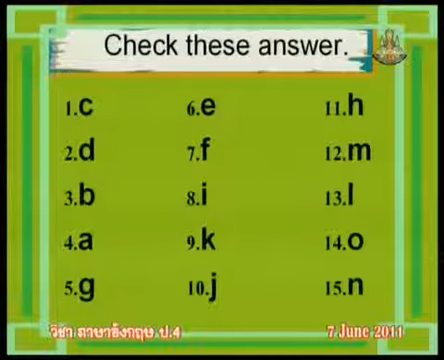 Check these answer.
1.c 6.e 11.h
2.d 7.f 12.m
3.b 8.i 13.l
4.a 9.k 14.o
5.g 10.j 15.n
วิชา ภาษาอังกฤษ ป.4 7 June 2011